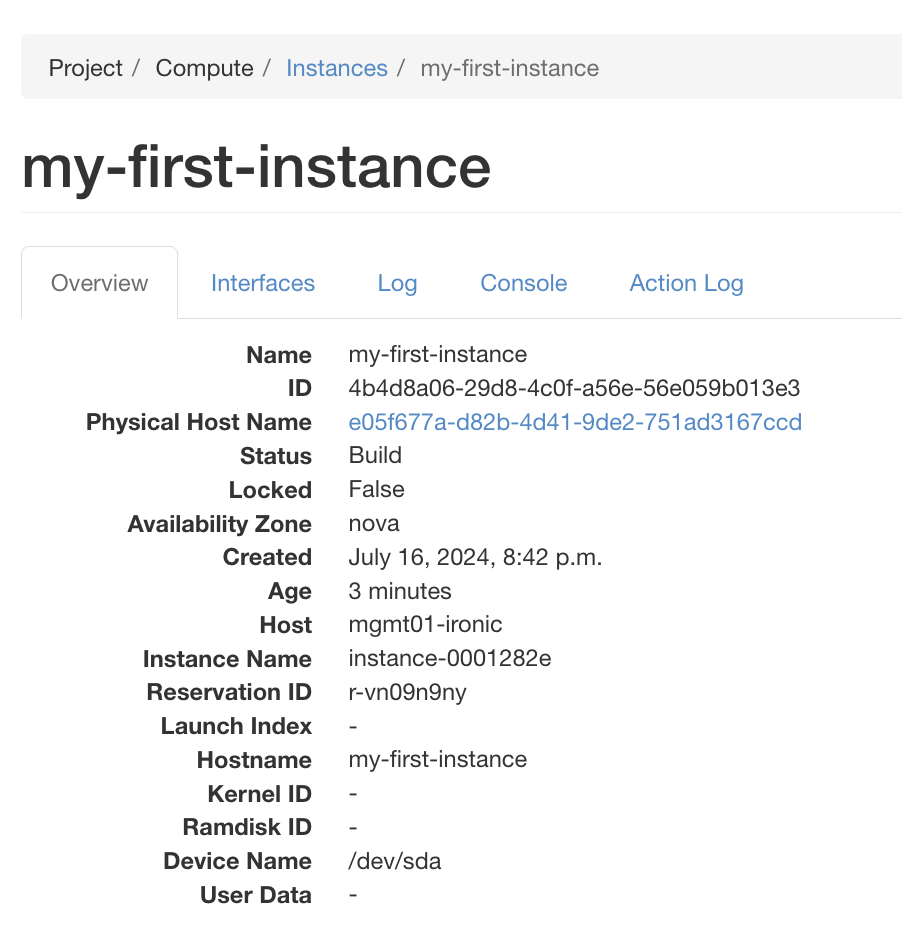 Project / Compute / Instances / my-first-instance
my-first-instance
Overview Interfaces Log Console Action Log
Name my-first-instance
ID 4b4d8a06-29d8-4c0f-a56e-56e059b013e3
Physical Host Name e05f677a-d82b-4d41-9de2-751ad3167ccd
Status Build
Locked False
Availability Zone nova
Created July 16, 2024, 8:42 p.m.
Age 3 minutes
Host mgmt01-ironic
Instance Name instance-0001282e
Reservation ID r-vn09n9ny
Launch Index -
Hostname my-first-instance
Kernel ID -
Ramdisk ID -
Device Name /dev/sda
User Data -